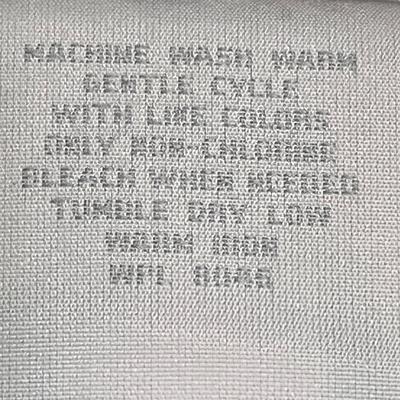 MACHINE WASH WARM
GENTLE CYCLE
WITH LIKE COLORS
ONLY NON-CHLORINE
BLEACH WHEN NEEDED
TUMBLE DRY LOW
WARM IRON
WPL